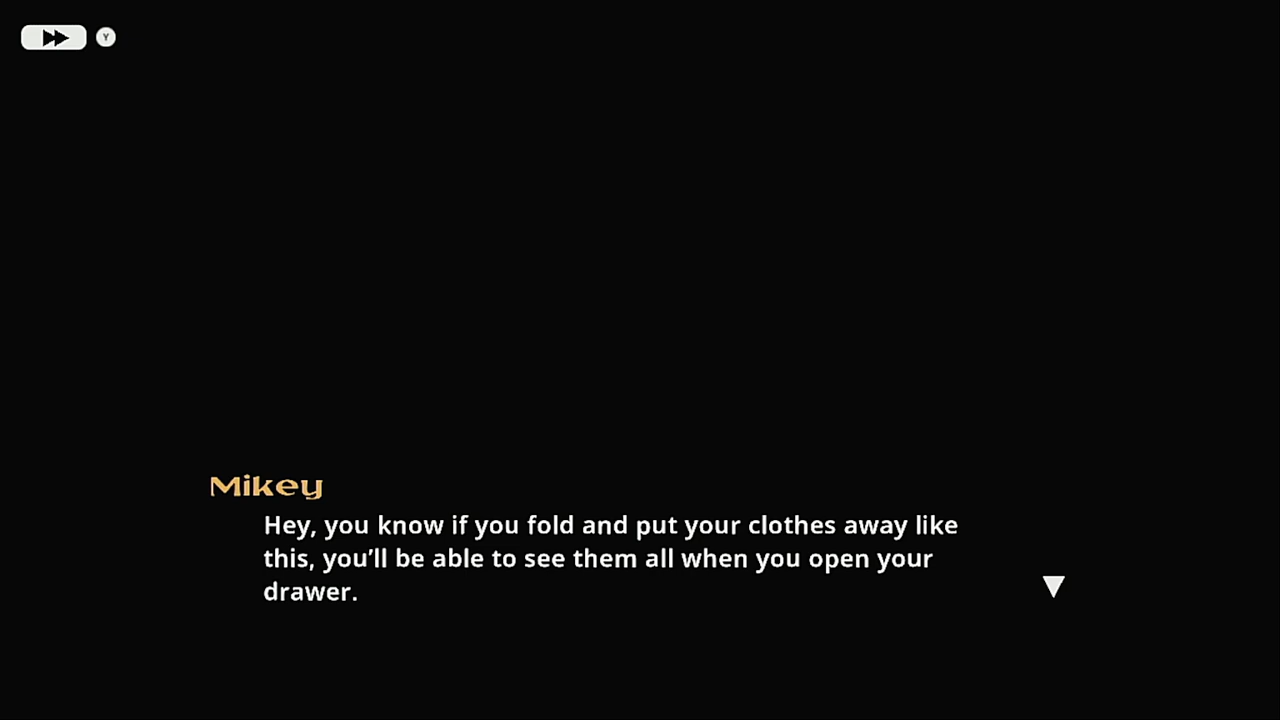 Y
Mikey
Hey, you know if you fold and put your clothes away like
this, you’ll be able to see them all when you open your
drawer.